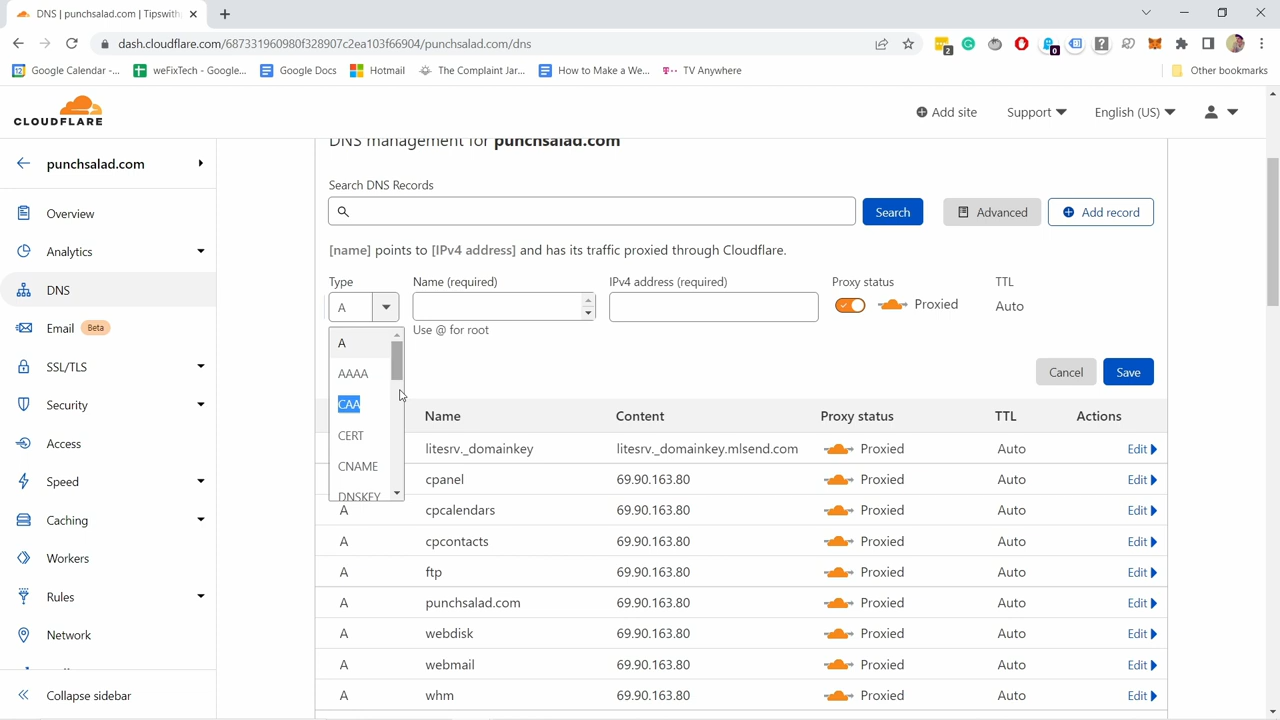 DNS | punchsalad.com | Tipswith
dash.cloudflare.com/687331960980f328907c2ea103f66904/punchsalad.com/dns
2
0
Google Calendar -...
weFixTech - Google...
Google Docs
Hotmail
The Complaint Jar...
How to Make a We...
TV Anywhere
Other bookmarks
CLOUDFLARE
Add site
Support
English (US)
punchsalad.com
Overview
Analytics
DNS
Email Beta
SSL/TLS
Security
Access
Speed
Caching
Workers
Rules
Network
Collapse sidebar
DNS management for punchsalad.com
Search DNS Records
Search
Advanced
Add record
[name] points to [IPv4 address] and has its traffic proxied through Cloudflare.
Type Name (required) IPv4 address (required) Proxy status TTL
A Proxied Auto
Use @ for root
A
AAAA
CAA
CERT
CNAME
DNSKEY
Cancel
Save
Name Content Proxy status TTL Actions
litesrv._domainkey litesrv._domainkey.mlsend.com Proxied Auto Edit
cpanel 69.90.163.80 Proxied Auto Edit
A cpcalendars 69.90.163.80 Proxied Auto Edit
A cpcontacts 69.90.163.80 Proxied Auto Edit
A ftp 69.90.163.80 Proxied Auto Edit
A punchsalad.com 69.90.163.80 Proxied Auto Edit
A webdisk 69.90.163.80 Proxied Auto Edit
A webmail 69.90.163.80 Proxied Auto Edit
A whm 69.90.163.80 Proxied Auto Edit